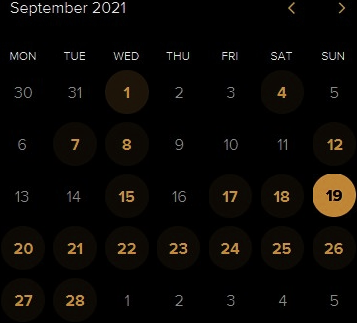 September 2021
MON TUE WED THU FRI SAT SUN
30 31 1 2 3 4 5
6 7 8 9 10 11 12
13 14 15 16 17 18 19
20 21 22 23 24 25 26
27 28 1 2 3 4 5